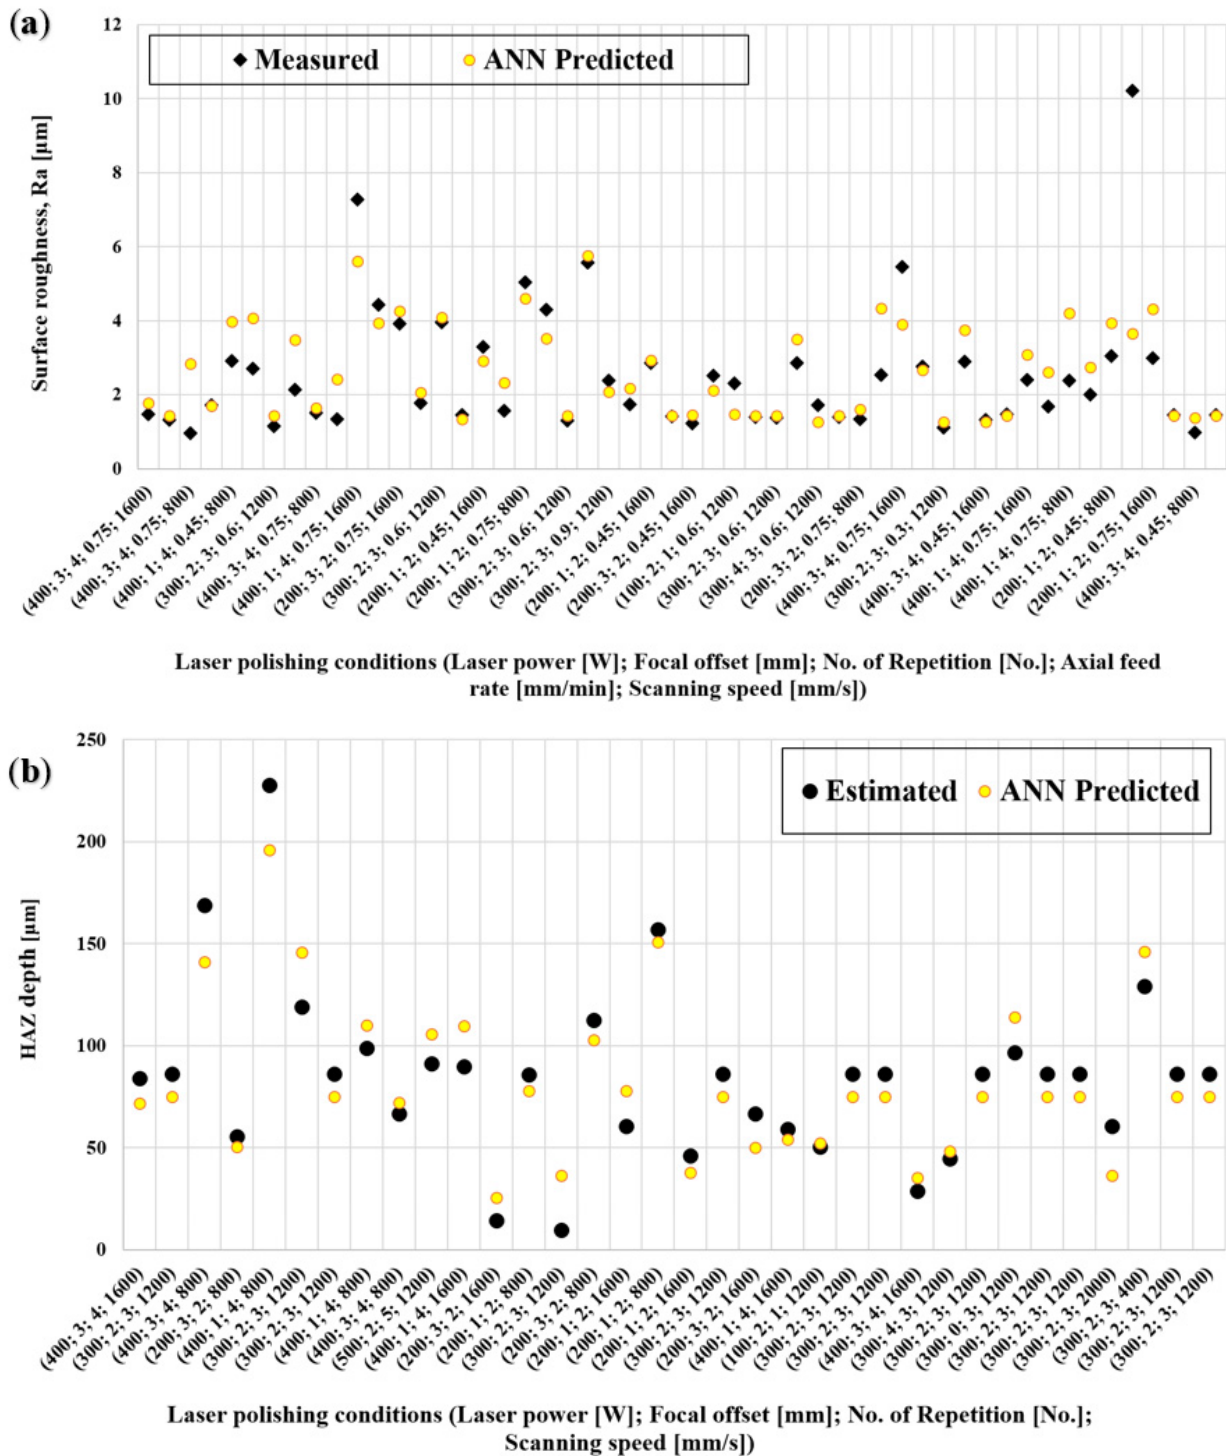 (a)
12
10
8
6
4
2
0
Surface roughness, Ra [µm]
Measured
ANN Predicted
(400; 3; 4; 0.75; 1600)
(400; 3; 4; 0.75; 800)
(400; 1; 4; 0.45; 800)
(300; 2; 3; 0.6; 1200)
(400; 3; 4; 0.75; 800)
(400; 1; 4; 0.75; 1600)
(200; 3; 2; 0.75; 1600)
(300; 2; 3; 0.6; 1200)
(200; 1; 2; 0.45; 1600)
(200; 1; 2; 0.75; 800)
(300; 2; 3; 0.6; 1200)
(300; 2; 3; 0.9; 1200)
(200; 1; 2; 0.45; 1600)
(200; 3; 2; 0.45; 1600)
(100; 2; 1; 0.6; 1200)
(300; 2; 3; 0.6; 1200)
(300; 4; 3; 0.6; 1200)
(200; 3; 2; 0.75; 800)
(400; 3; 4; 0.75; 1600)
(300; 2; 3; 0.3; 1200)
(400; 3; 4; 0.45; 1600)
(400; 1; 4; 0.75; 1600)
(400; 1; 4; 0.75; 800)
(200; 1; 2; 0.45; 800)
(200; 1; 2; 0.75; 1600)
(400; 3; 4; 0.45; 800)
Laser polishing conditions (Laser power [W]; Focal offset [mm]; No. of Repetition [No.]; Axial feed
rate [mm/min]; Scanning speed [mm/s])
(b)
250
200
150
100
50
0
HAZ depth [µm]
Estimated
ANN Predicted
(400; 3; 4; 1600)
(300; 2; 3; 1200)
(400; 3; 4; 800)
(200; 3; 2; 800)
(400; 1; 4; 800)
(300; 2; 3; 1200)
(300; 2; 3; 1200)
(400; 1; 4; 800)
(400; 3; 4; 800)
(500; 2; 5; 1200)
(400; 1; 4; 1600)
(200; 3; 2; 1600)
(200; 1; 2; 800)
(300; 2; 3; 1200)
(200; 3; 2; 800)
(200; 1; 2; 1600)
(200; 1; 2; 800)
(200; 1; 2; 1600)
(300; 2; 3; 1200)
(200; 3; 2; 1600)
(400; 1; 4; 1600)
(100; 2; 1; 1200)
(300; 2; 3; 1200)
(300; 2; 3; 1200)
(400; 3; 4; 1600)
(300; 4; 3; 1200)
(300; 2; 3; 1200)
(300; 0; 3; 1200)
(300; 2; 3; 1200)
(300; 2; 3; 1200)
(300; 2; 3; 2000)
(300; 2; 3; 400)
(300; 2; 3; 1200)
(300; 2; 3; 1200)
Laser polishing conditions (Laser power [W]; Focal offset [mm]; No. of Repetition [No.];
Scanning speed [mm/s])